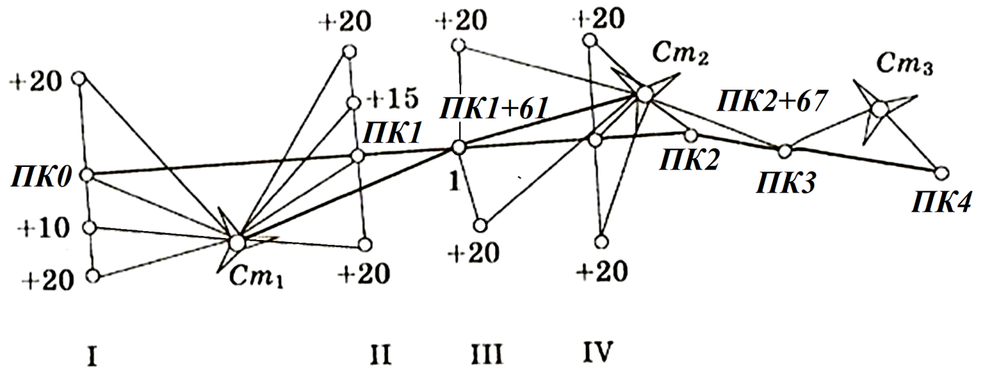 +20 +20 +20
+20
Ст₂
Ст₃
+15
ПК1+61
ПК2+67
ПК1
ПК0
ПК2
1
ПК3
ПК4
+10
+20
+20
Ст₁
+20
+20
I II III IV